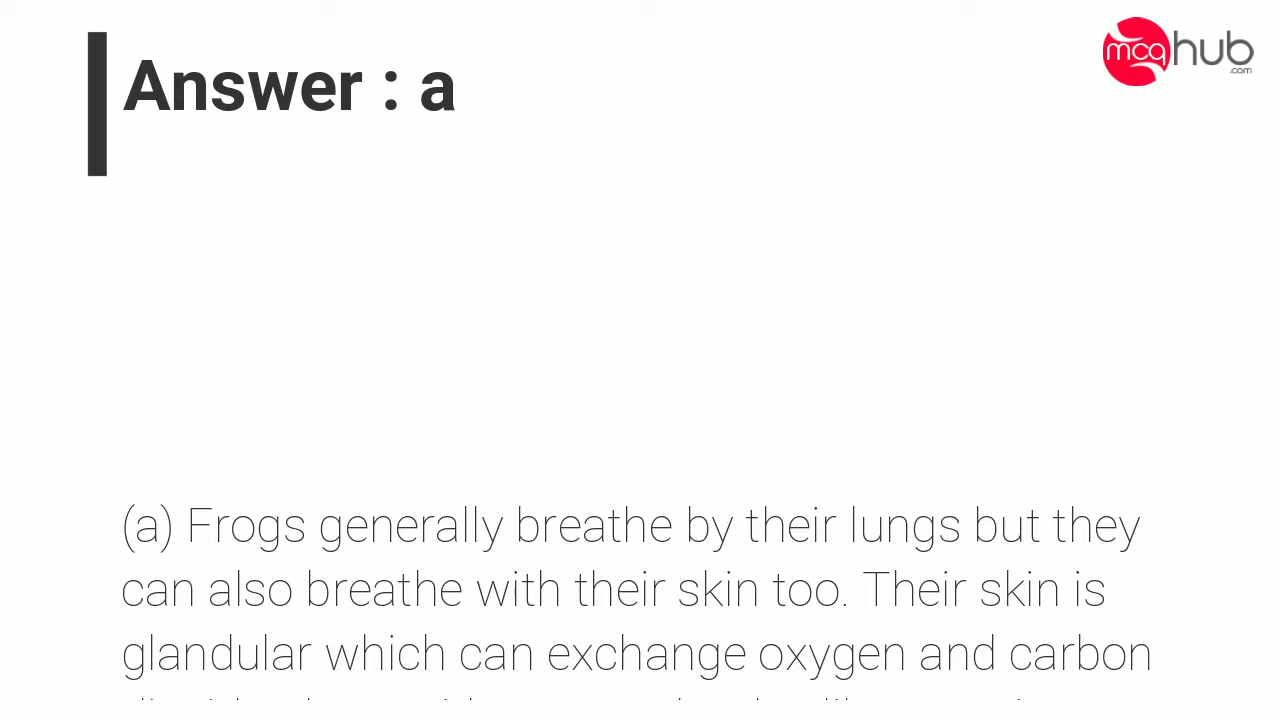 mcqhub
.com
Answer : a
(a) Frogs generally breathe by their lungs but they
can also breathe with their skin too. Their skin is
glandular which can exchange oxygen and carbon